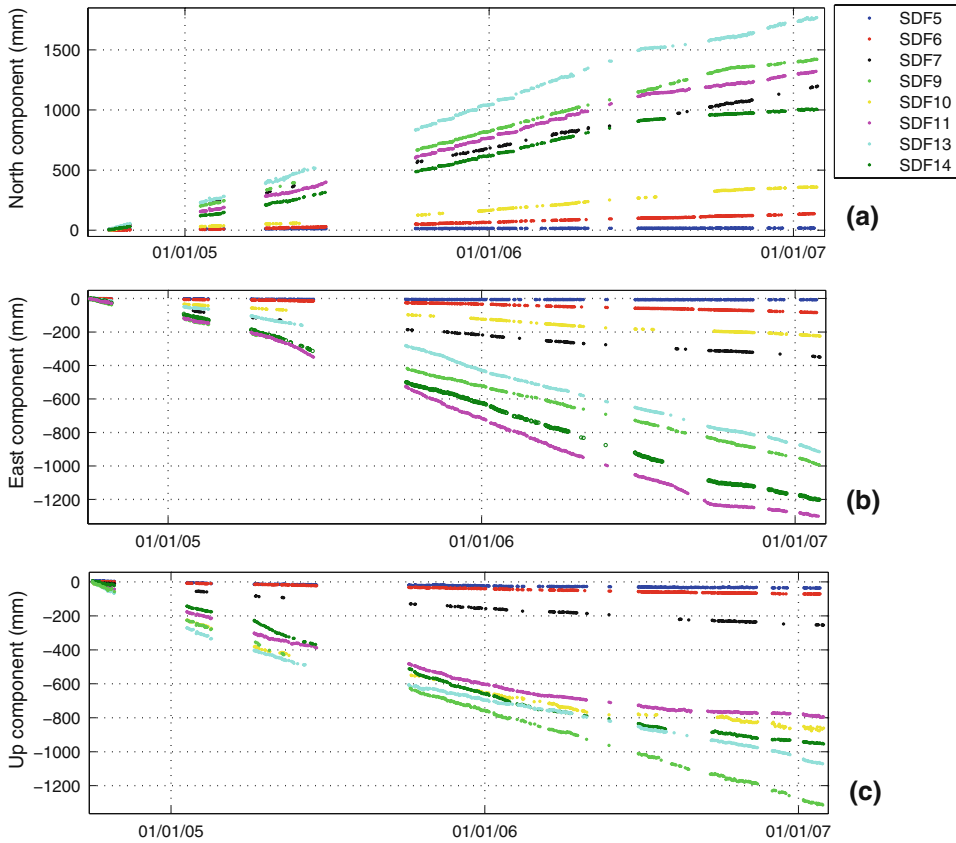 North component (mm)
1500
1000
500
0
01/01/05
01/01/06
01/01/07
(a)
SDF5
SDF6
SDF7
SDF9
SDF10
SDF11
SDF13
SDF14
East component (mm)
0
−200
−400
−600
−800
−1000
−1200
01/01/05
01/01/06
01/01/07
(b)
Up component (mm)
0
−200
−400
−600
−800
−1000
−1200
01/01/05
01/01/06
01/01/07
(c)